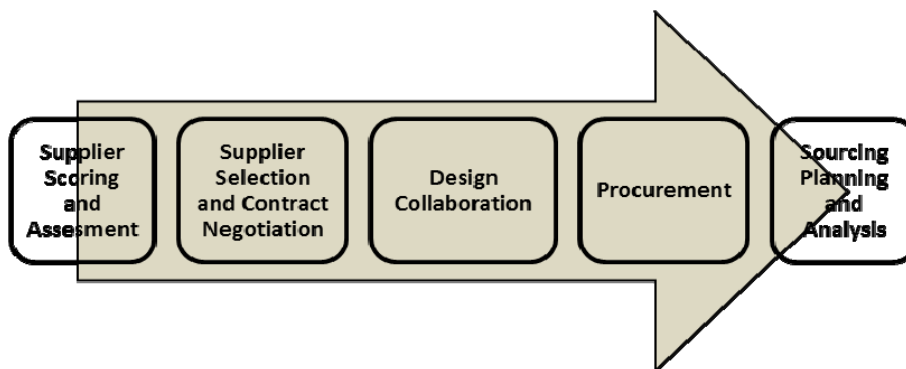 Supplier
Scoring
and
Assesment
Supplier
Selection
and Contract
Negotiation
Design
Collaboration
Procurement
Sourcing
Planning
and
Analysis